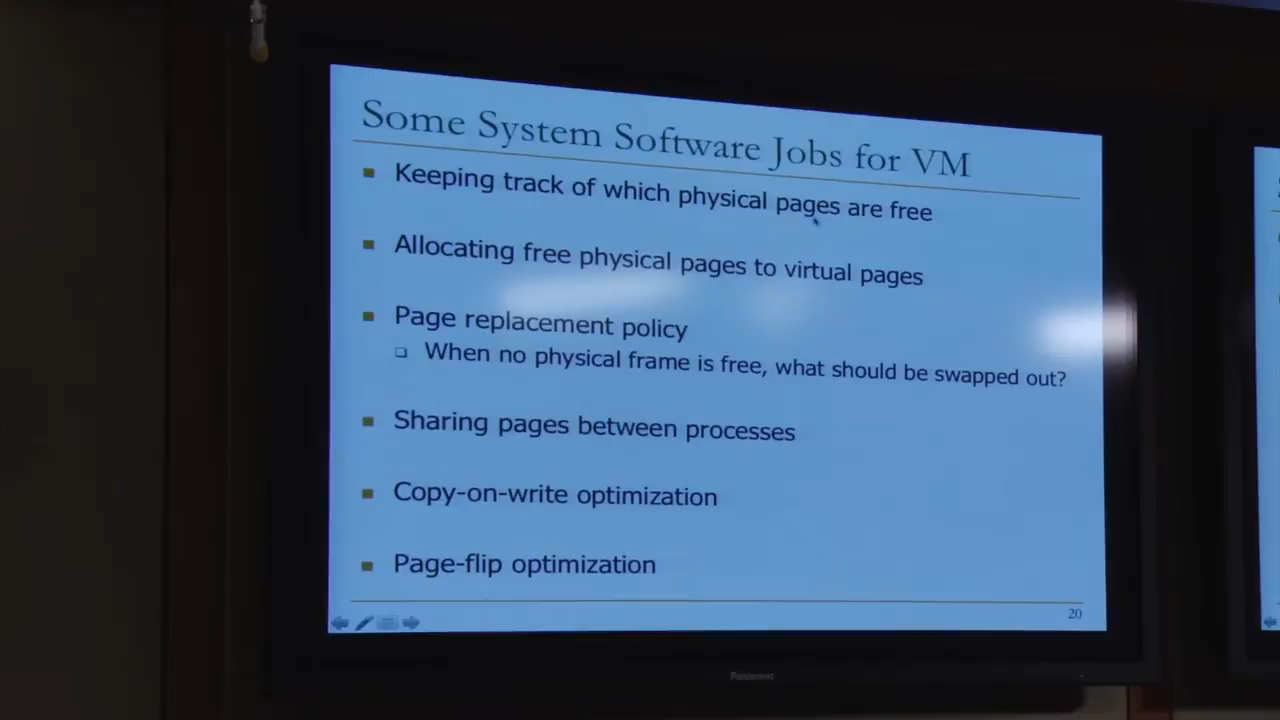 Some System Software Jobs for VM
Keeping track of which physical pages are free
Allocating free physical pages to virtual pages
Page replacement policy
When no physical frame is free, what should be swapped out?
Sharing pages between processes
Copy-on-write optimization
Page-flip optimization
20
Panasonic